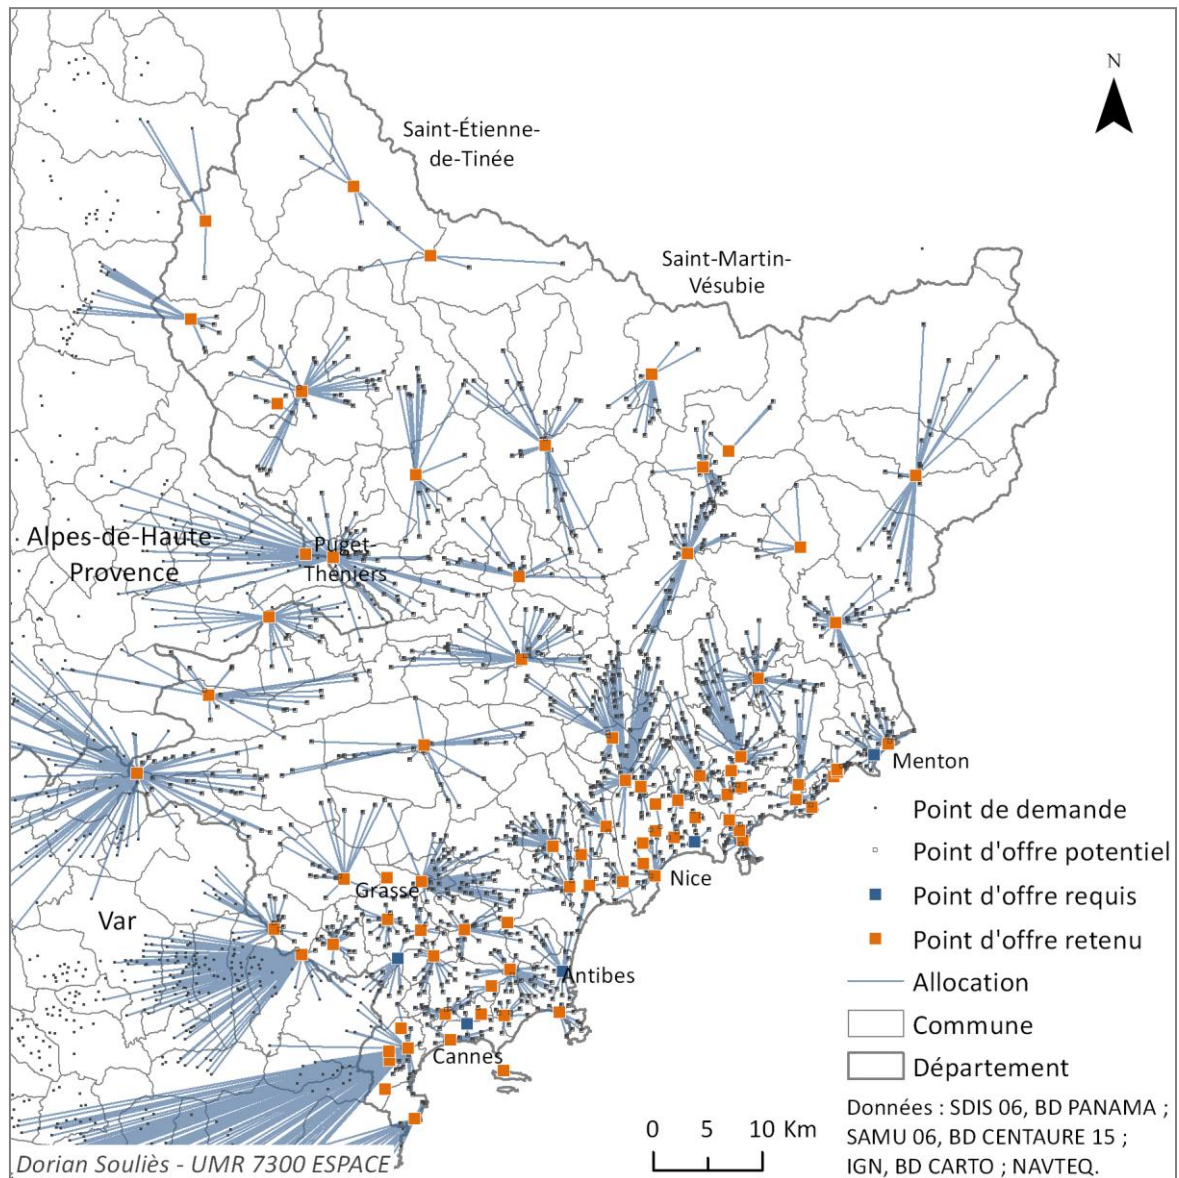 N
Saint-Étienne-
de-Tinée
Saint-Martin-
Vésubie
Alpes-de-Haute-
Provence
Puget-
Théniers
Menton
Point de demande
Point d'offre potentiel
Nice
Grasse
Point d'offre requis
Var
Point d'offre retenu
Antibes
Allocation
Commune
Cannes
Département
Données : SDIS 06, BD PANAMA ;
SAMU 06, BD CENTAURE 15 ;
IGN, BD CARTO ; NAVTEQ.
0 5 10 Km
Dorian Souliès - UMR 7300 ESPACE